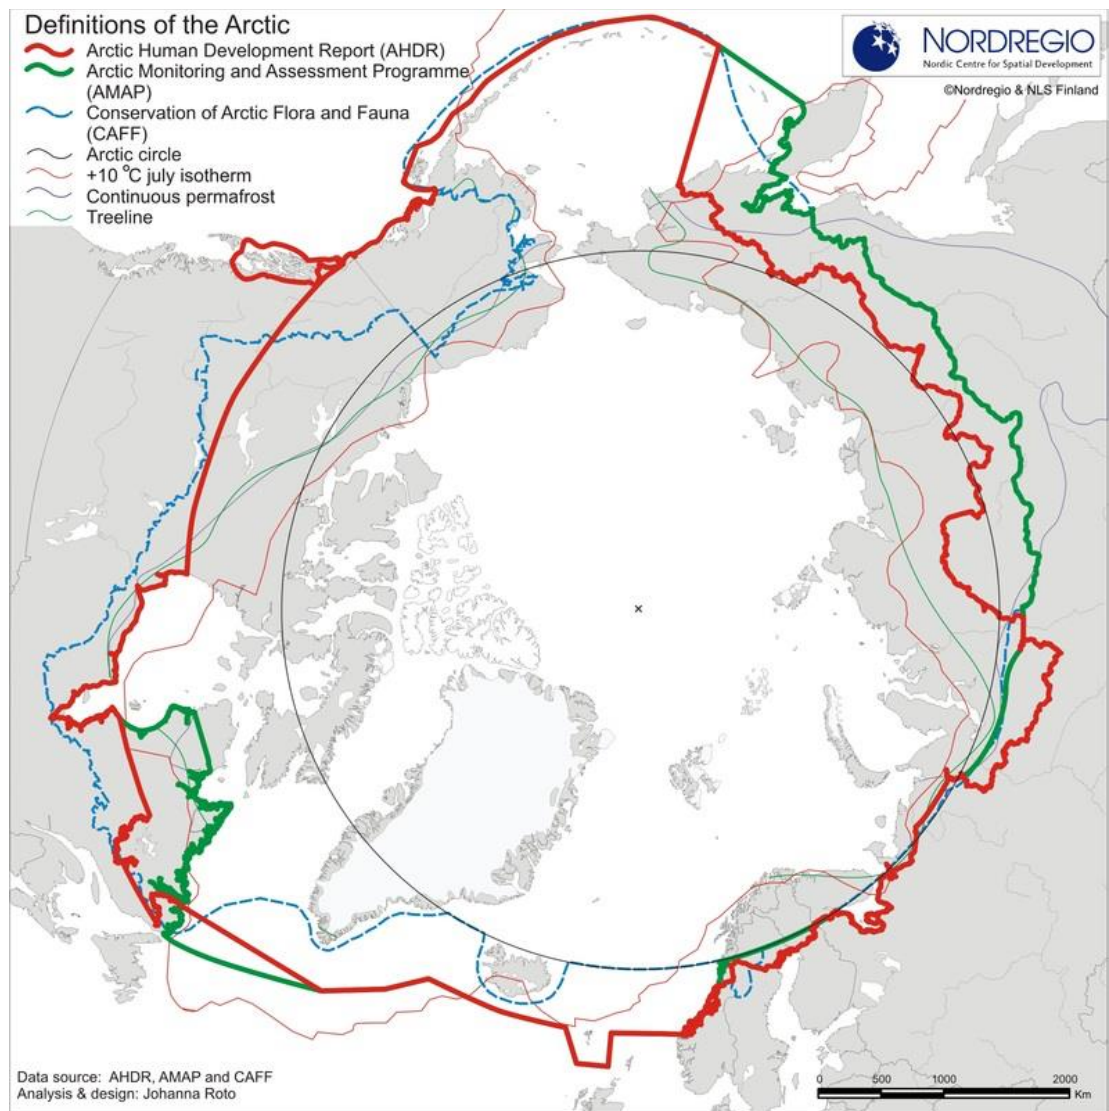 Definitions of the Arctic
Arctic Human Development Report (AHDR)
Arctic Monitoring and Assessment Programme
(AMAP)
Conservation of Arctic Flora and Fauna
(CAFF)
Arctic circle
+10 °C july isotherm
Continuous permafrost
Treeline
NORDREGIO
Nordic Centre for Spatial Development
©Nordregio & NLS Finland
Data source: AHDR, AMAP and CAFF
Analysis & design: Johanna Roto
0 500 1000 2000
Km